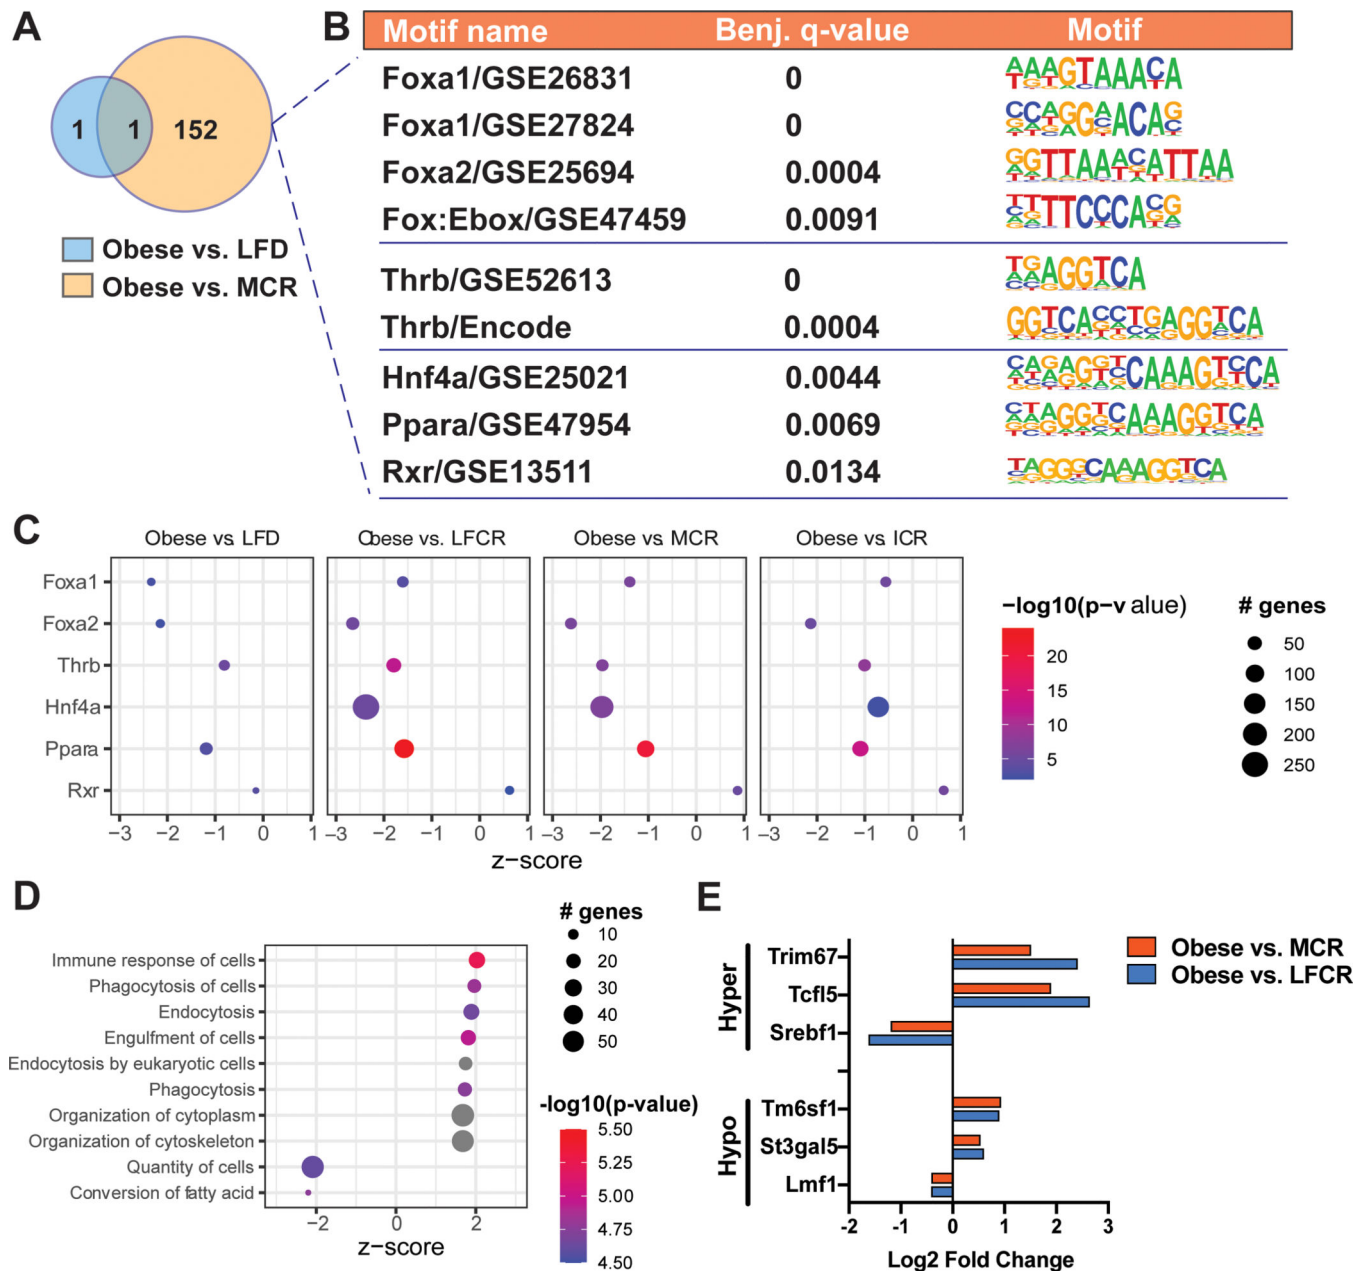 A
1 1 152
Obese vs. LFD
Obese vs. MCR
B
Motif name Benj. q-value Motif
Foxa1/GSE26831 0
Foxa1/GSE27824 0
Foxa2/GSE25694 0.0004
Fox:Ebox/GSE47459 0.0091
Thrb/GSE52613 0
Thrb/Encode 0.0004
Hnf4a/GSE25021 0.0044
Ppara/GSE47954 0.0069
Rxr/GSE13511 0.0134
C
Obese vs. LFD Obese vs. LFCR Obese vs. MCR Obese vs. ICR
Foxa1
Foxa2
Thrb
Hnf4a
Ppara
Rxr
−3 −2 −1 0 1 −3 −2 −1 0 1 −3 −2 −1 0 1 −3 −2 −1 0 1
z−score
−log10(p−v alue)
20
15
10
5
# genes
50
100
150
200
250
D
Immune response of cells
Phagocytosis of cells
Endocytosis
Engulfment of cells
Endocytosis by eukaryotic cells
Phagocytosis
Organization of cytoplasm
Organization of cytoskeleton
Quantity of cells
Conversion of fatty acid
−2 0 2
z−score
# genes
10
20
30
40
50
-log10(p-value)
5.50
5.25
5.00
4.75
4.50
E
Hyper
Trim67
Tcfl5
Srebf1
Hypo
Tm6sf1
St3gal5
Lmf1
-2 -1 0 1 2 3
Log2 Fold Change
Obese vs. MCR
Obese vs. LFCR